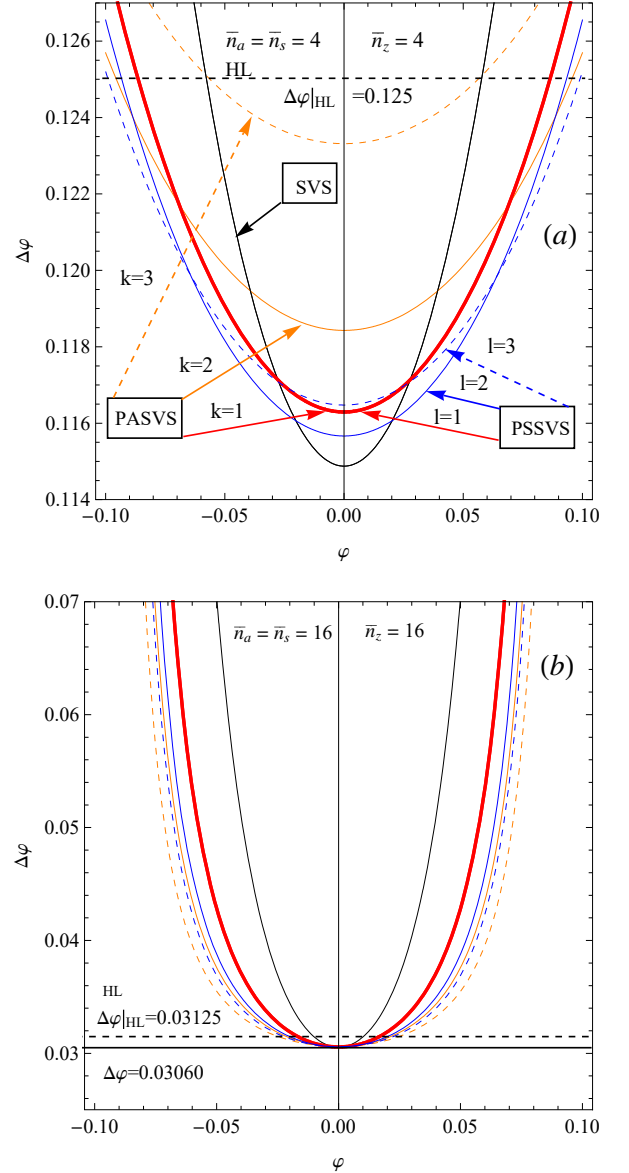 n̅ₐ = n̅ₛ = 4 n̅_z = 4
HL
Δφ|HL =0.125
SVS
(a)
k=3
k=2
k=1
l=3
l=2
l=1
PASVS
PSSVS
0.126
0.124
0.122
0.120
0.118
0.116
0.114
Δφ
−0.10 −0.05 0.00 0.05 0.10
φ
n̅ₐ = n̅ₛ = 16 n̅_z = 16
(b)
HL
Δφ|HL=0.03125
Δφ=0.03060
0.07
0.06
0.05
0.04
0.03
Δφ
−0.10 −0.05 0.00 0.05 0.10
φ